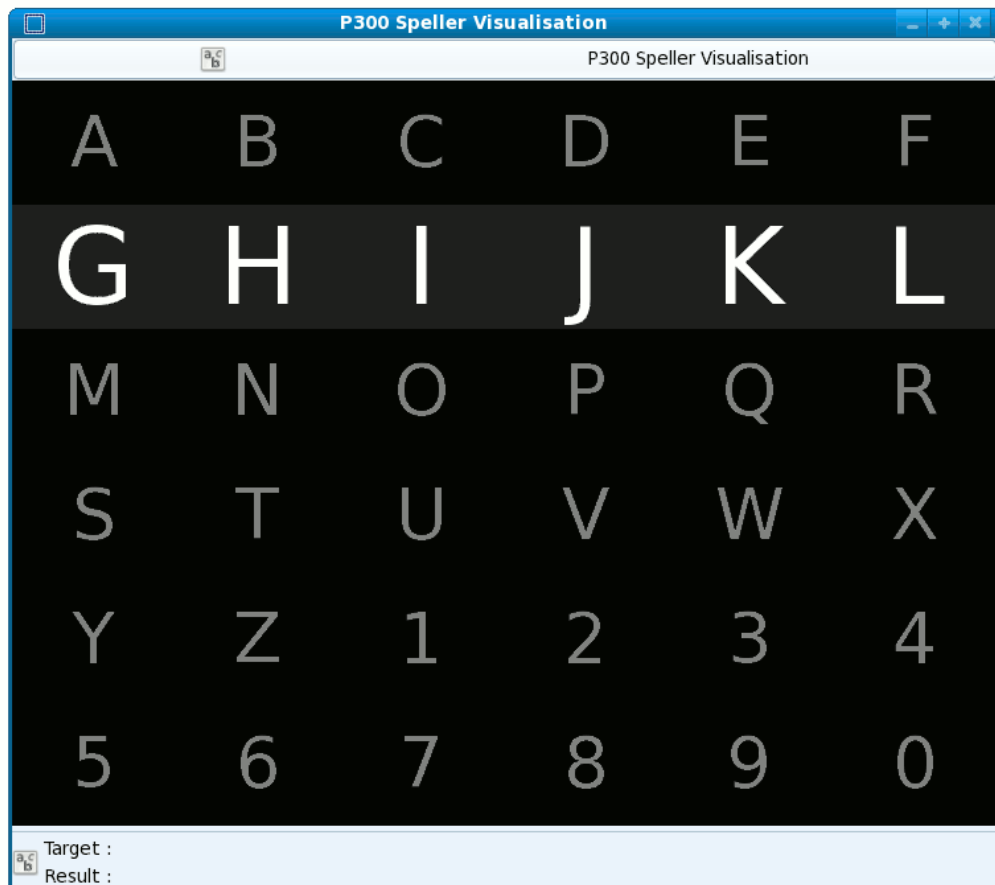 P300 Speller Visualisation
a b c P300 Speller Visualisation
A B C D E F
G H I J K L
M N O P Q R
S T U V W X
Y Z 1 2 3 4
5 6 7 8 9 0
a b c Target :
Result :